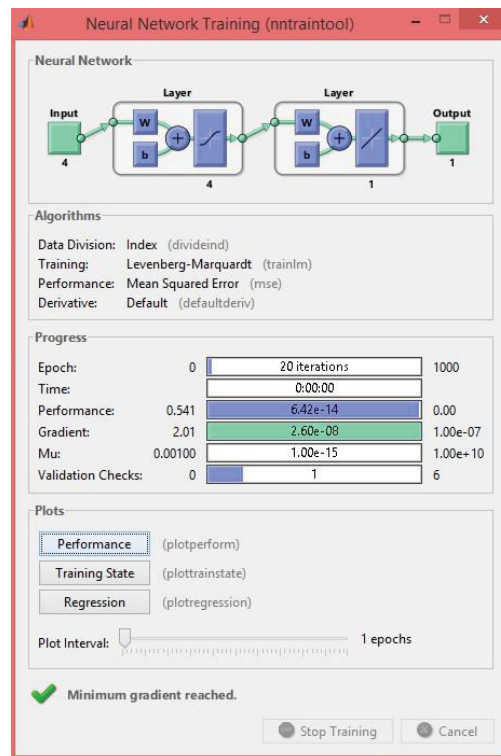 Neural Network Training (nntraintool)
Neural Network
Layer Layer
Input Output
W W
b b
4 1
4 1
Algorithms
Data Division: Index (divideind)
Training: Levenberg-Marquardt (trainlm)
Performance: Mean Squared Error (mse)
Derivative: Default (defaultderiv)
Progress
Epoch: 0 20 iterations 1000
Time: 0:00:00
Performance: 0.541 6.42e-14 0.00
Gradient: 2.01 2.60e-08 1.00e-07
Mu: 0.00100 1.00e-15 1.00e+10
Validation Checks: 0 1 6
Plots
Performance (plotperform)
Training State (plottrainstate)
Regression (plotregression)
Plot Interval: 1 epochs
Minimum gradient reached.
Stop Training Cancel